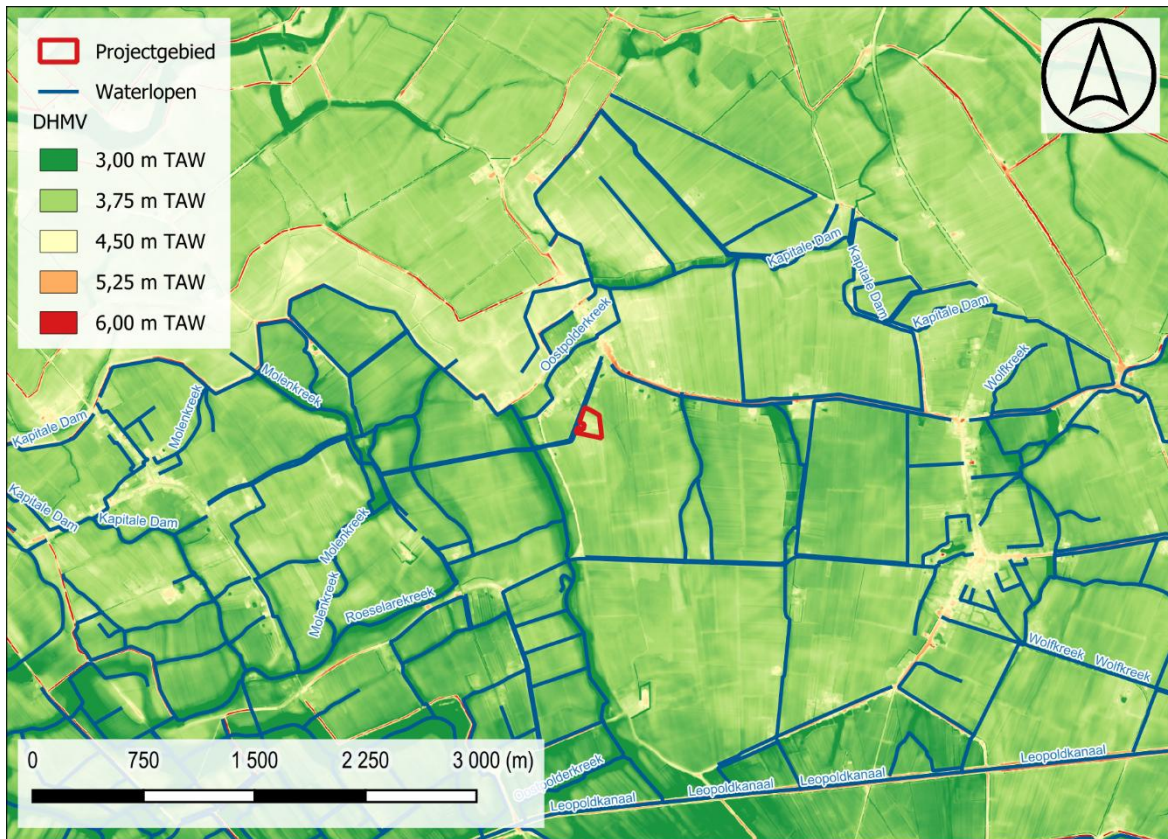 Projectgebied
Waterlopen
DHMV
3,00 m TAW
3,75 m TAW
4,50 m TAW
5,25 m TAW
6,00 m TAW
Kapitale Dam
Kapitale Dam
Kapitale Dam
Oostpolderkreek
Wolfkreek
Molenkreek
Molenkreek
Kapitale Dam
Kapitale Dam
Kapitale Dam
Molenkreek
Molenkreek
Roeselarekreek
Wolfkreek
Wolfkreek
Leopoldkanaal
Leopoldkanaal
Leopoldkanaal
Leopoldkanaal
Oostpolderkreek
0 750 1 500 2 250 3 000 (m)